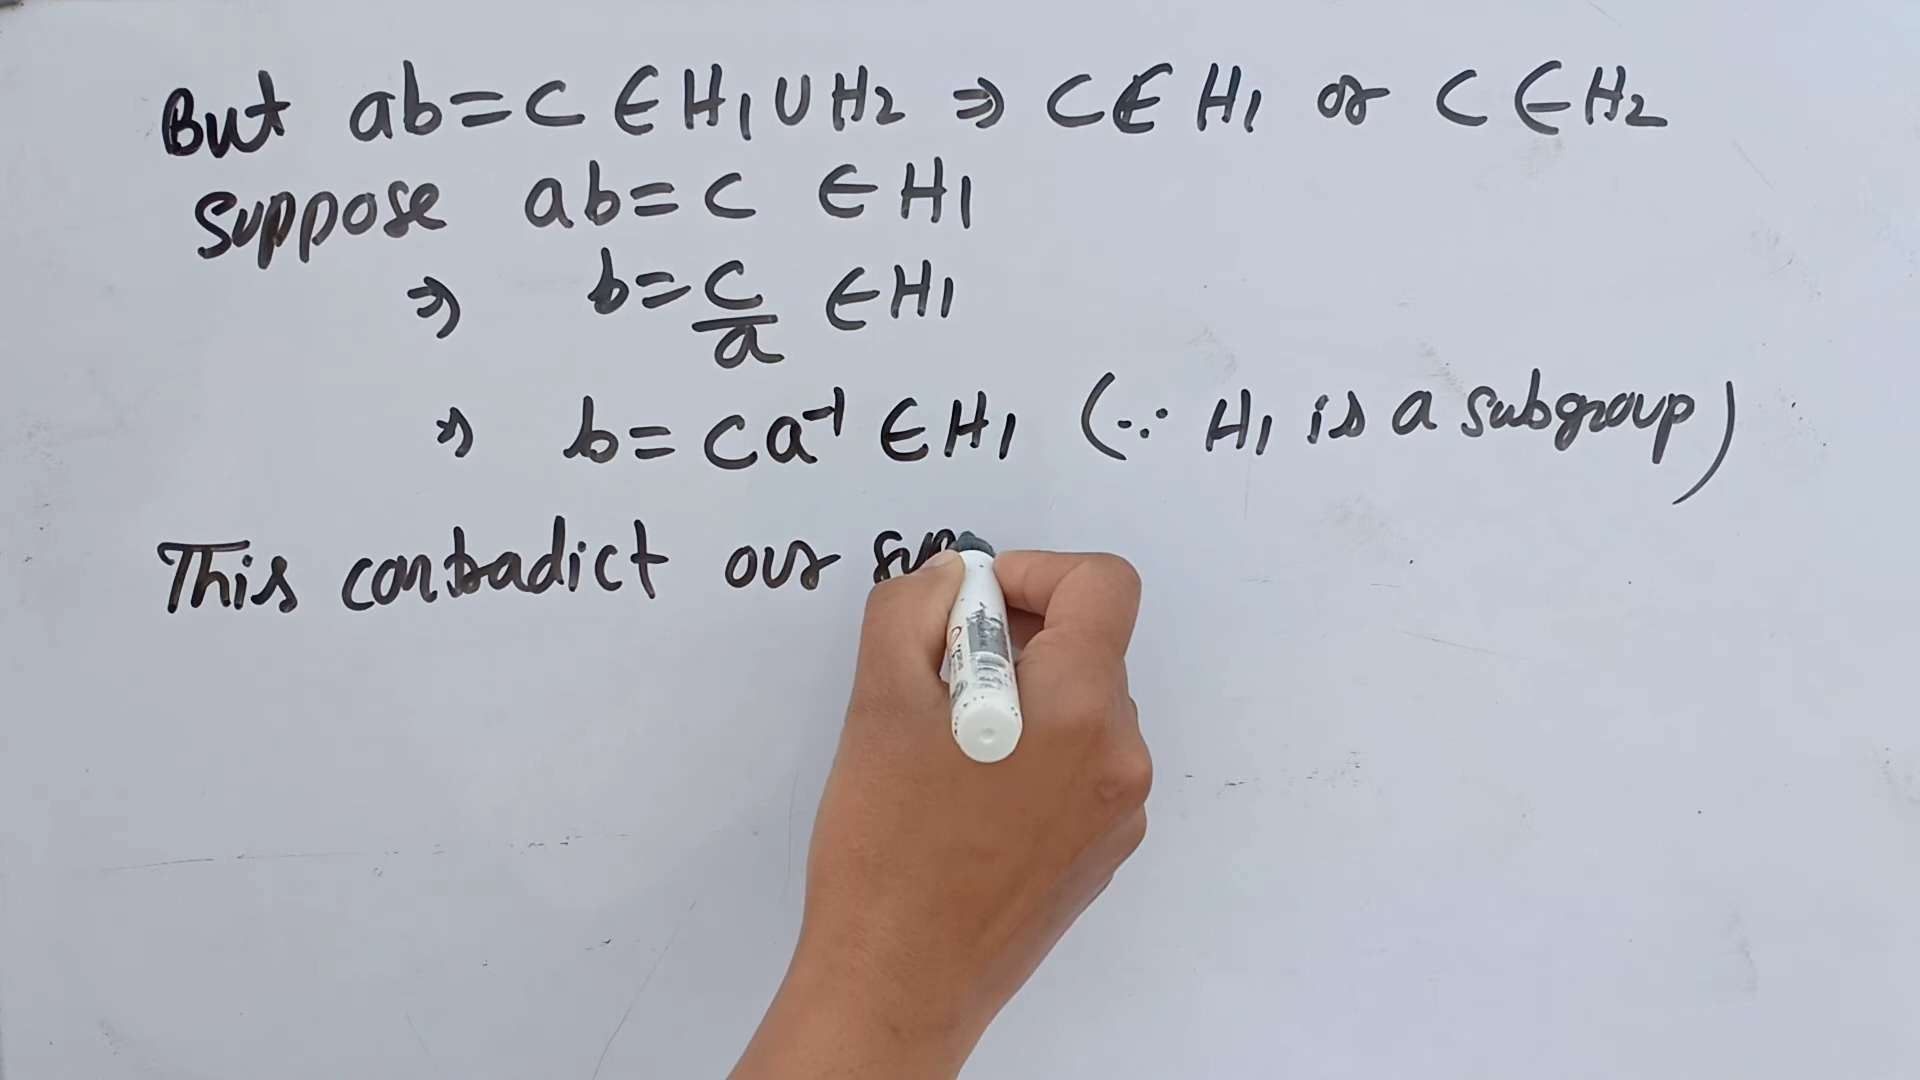 But ab=c ∈ H1 ∪ H2 ⇒ c ∈ H1 or c ∈ H2
Suppose ab=c ∈ H1
⇒ b=c/a ∈ H1
⇒ b=ca⁻¹ ∈ H1 (∵ H1 is a subgroup)
This contradict our